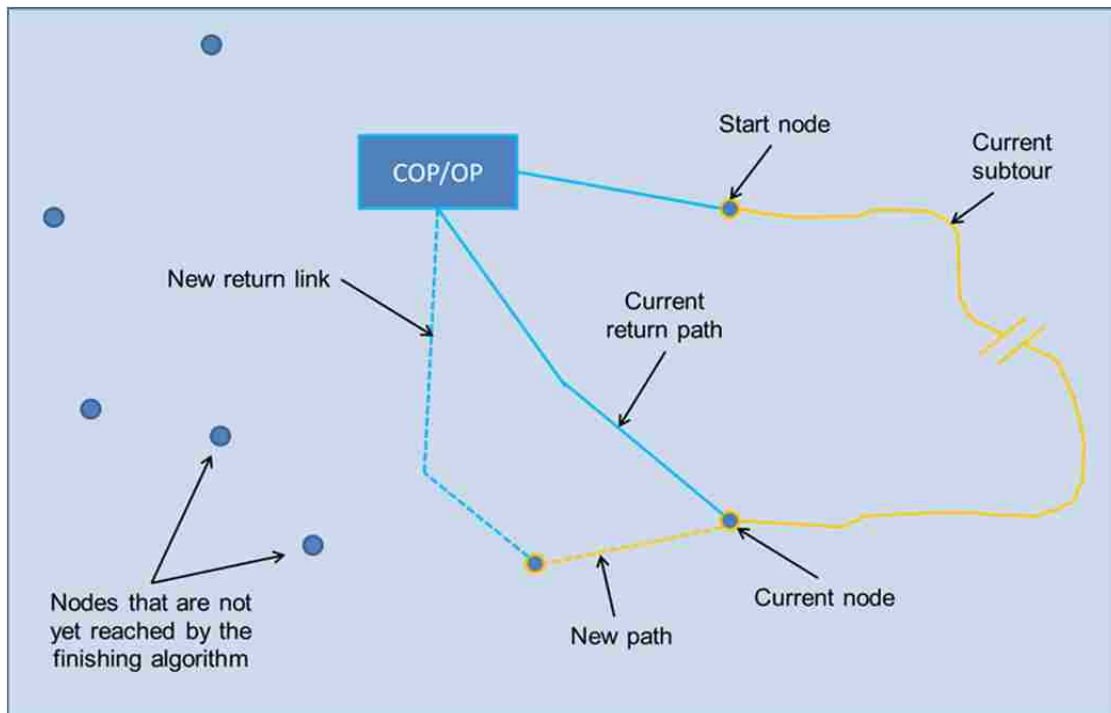 Start node
Current
subtour
COP/OP
New return link
Current
return path
Nodes that are not
yet reached by the
finishing algorithm
New path
Current node